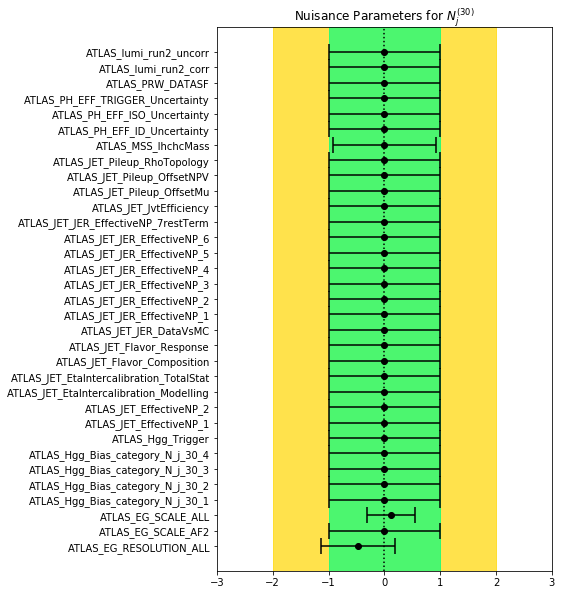 Nuisance Parameters for $N_j^{(30)}$
ATLAS_lumi_run2_uncorr
ATLAS_lumi_run2_corr
ATLAS_PRW_DATASF
ATLAS_PH_EFF_TRIGGER_Uncertainty
ATLAS_PH_EFF_ISO_Uncertainty
ATLAS_PH_EFF_ID_Uncertainty
ATLAS_MSS_lhchcMass
ATLAS_JET_Pileup_RhoTopology
ATLAS_JET_Pileup_OffsetNPV
ATLAS_JET_Pileup_OffsetMu
ATLAS_JET_JvtEfficiency
ATLAS_JET_JER_EffectiveNP_7restTerm
ATLAS_JET_JER_EffectiveNP_6
ATLAS_JET_JER_EffectiveNP_5
ATLAS_JET_JER_EffectiveNP_4
ATLAS_JET_JER_EffectiveNP_3
ATLAS_JET_JER_EffectiveNP_2
ATLAS_JET_JER_EffectiveNP_1
ATLAS_JET_JER_DataVsMC
ATLAS_JET_Flavor_Response
ATLAS_JET_Flavor_Composition
ATLAS_JET_EtaIntercalibration_TotalStat
ATLAS_JET_EtaIntercalibration_Modelling
ATLAS_JET_EffectiveNP_2
ATLAS_JET_EffectiveNP_1
ATLAS_Hgg_Trigger
ATLAS_Hgg_Bias_category_N_j_30_4
ATLAS_Hgg_Bias_category_N_j_30_3
ATLAS_Hgg_Bias_category_N_j_30_2
ATLAS_Hgg_Bias_category_N_j_30_1
ATLAS_EG_SCALE_ALL
ATLAS_EG_SCALE_AF2
ATLAS_EG_RESOLUTION_ALL
−3 −2 −1 0 1 2 3